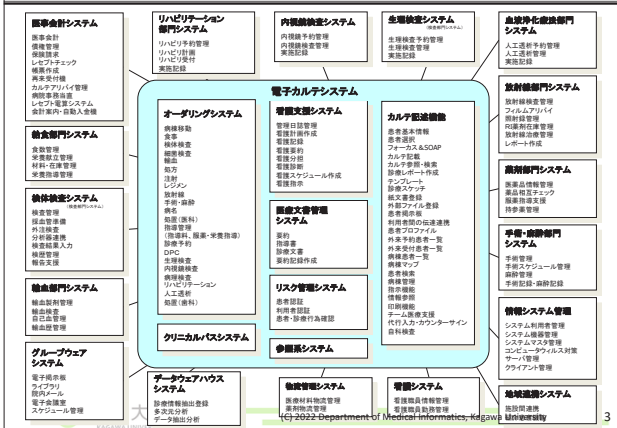 医事会計システム
医事会計
債権管理
保険請求
レセプトチェック
帳票作成
再来受付機
カルテアリバイ管理
病院事務当直
レセプト電算システム
会計案内・自動入金機
給食部門システム
食数管理
栄養献立管理
材料・在庫管理
栄養指導管理
検体検査システム
(検査部門システム)
検査管理
採血管準備
外注検査
分析器連携
検査結果入力
検歴管理
報告支援
輸血部門システム
輸血製剤管理
輸血検査
自己血管理
輸血歴管理
グループウェア
システム
電子掲示板
ライブラリ
院内メール
電子会議室
スケジュール管理
リハビリテーション
部門システム
リハビリ予約管理
リハビリ計画
リハビリ受付
実施記録
内視鏡検査システム
内視鏡予約管理
内視鏡検査管理
実施記録
生理検査システム
(検査部門システム)
生理検査予約管理
生理検査管理
実施記録
電子カルテシステム
オーダリングシステム
病棟移動
食事
検体検査
細菌検査
輸血
処方
注射
レジメン
放射線
手術・麻酔
病名
処置(医科)
指導管理
(指導料、服薬・栄養指導)
診療予約
DPC
生理検査
内視鏡検査
病理検査
リハビリテーション
人工透析
処置(歯科)
クリニカルパスシステム
看護支援システム
管理日誌管理
看護計画作成
看護記録
看護要約
看護分担
看護診断
看護スケジュール作成
看護指示
医療文書管理
システム
要約
指導書
診療文書
要約記録作成
リスク管理システム
患者認証
利用者認証
患者・診療行為確認
参照系システム
カルテ記載機能
患者基本情報
患者選択
フォーカス&SOAP
カルテ記載
カルテ参照・検索
診療レポート作成
テンプレート
診療スケッチ
紙文書登録
外部ファイル登録
患者掲示板
利用者間の伝達連携
患者プロファイル
外来予約患者一覧
外来受付患者一覧
病棟患者一覧
病棟マップ
患者検索
病棟管理
指示機能
情報参照
印刷機能
チーム医療支援
代行入力・カウンターサイン
自科検査
血液浄化療法部門
システム
人工透析予約管理
人工透析管理
実施記録
放射線部門システム
放射線検査管理
フィルムアリバイ
照射録管理
RI薬剤在庫管理
放射線治療管理
レポート作成
薬剤部門システム
医薬品情報管理
薬品相互チェック
服薬指導支援
持参薬管理
手術・麻酔部門
システム
手術管理
手術スケジュール管理
麻酔管理
手術記録・麻酔記録
情報システム管理
システム利用者管理
システム機器管理
システムマスタ管理
コンピュータウィルス対策
サーバ管理
クライアント管理
データウェアハウス
システム
診療情報抽出登録
多次元分析
データ抽出分析
物流管理システム
医療材料物流管理
薬剤物流管理
看護システム
看護職員情報管理
看護職員勤務管理
地域連携システム
施設間連携
(C) 2022 Department of Medical Informatics, Kagawa University
3